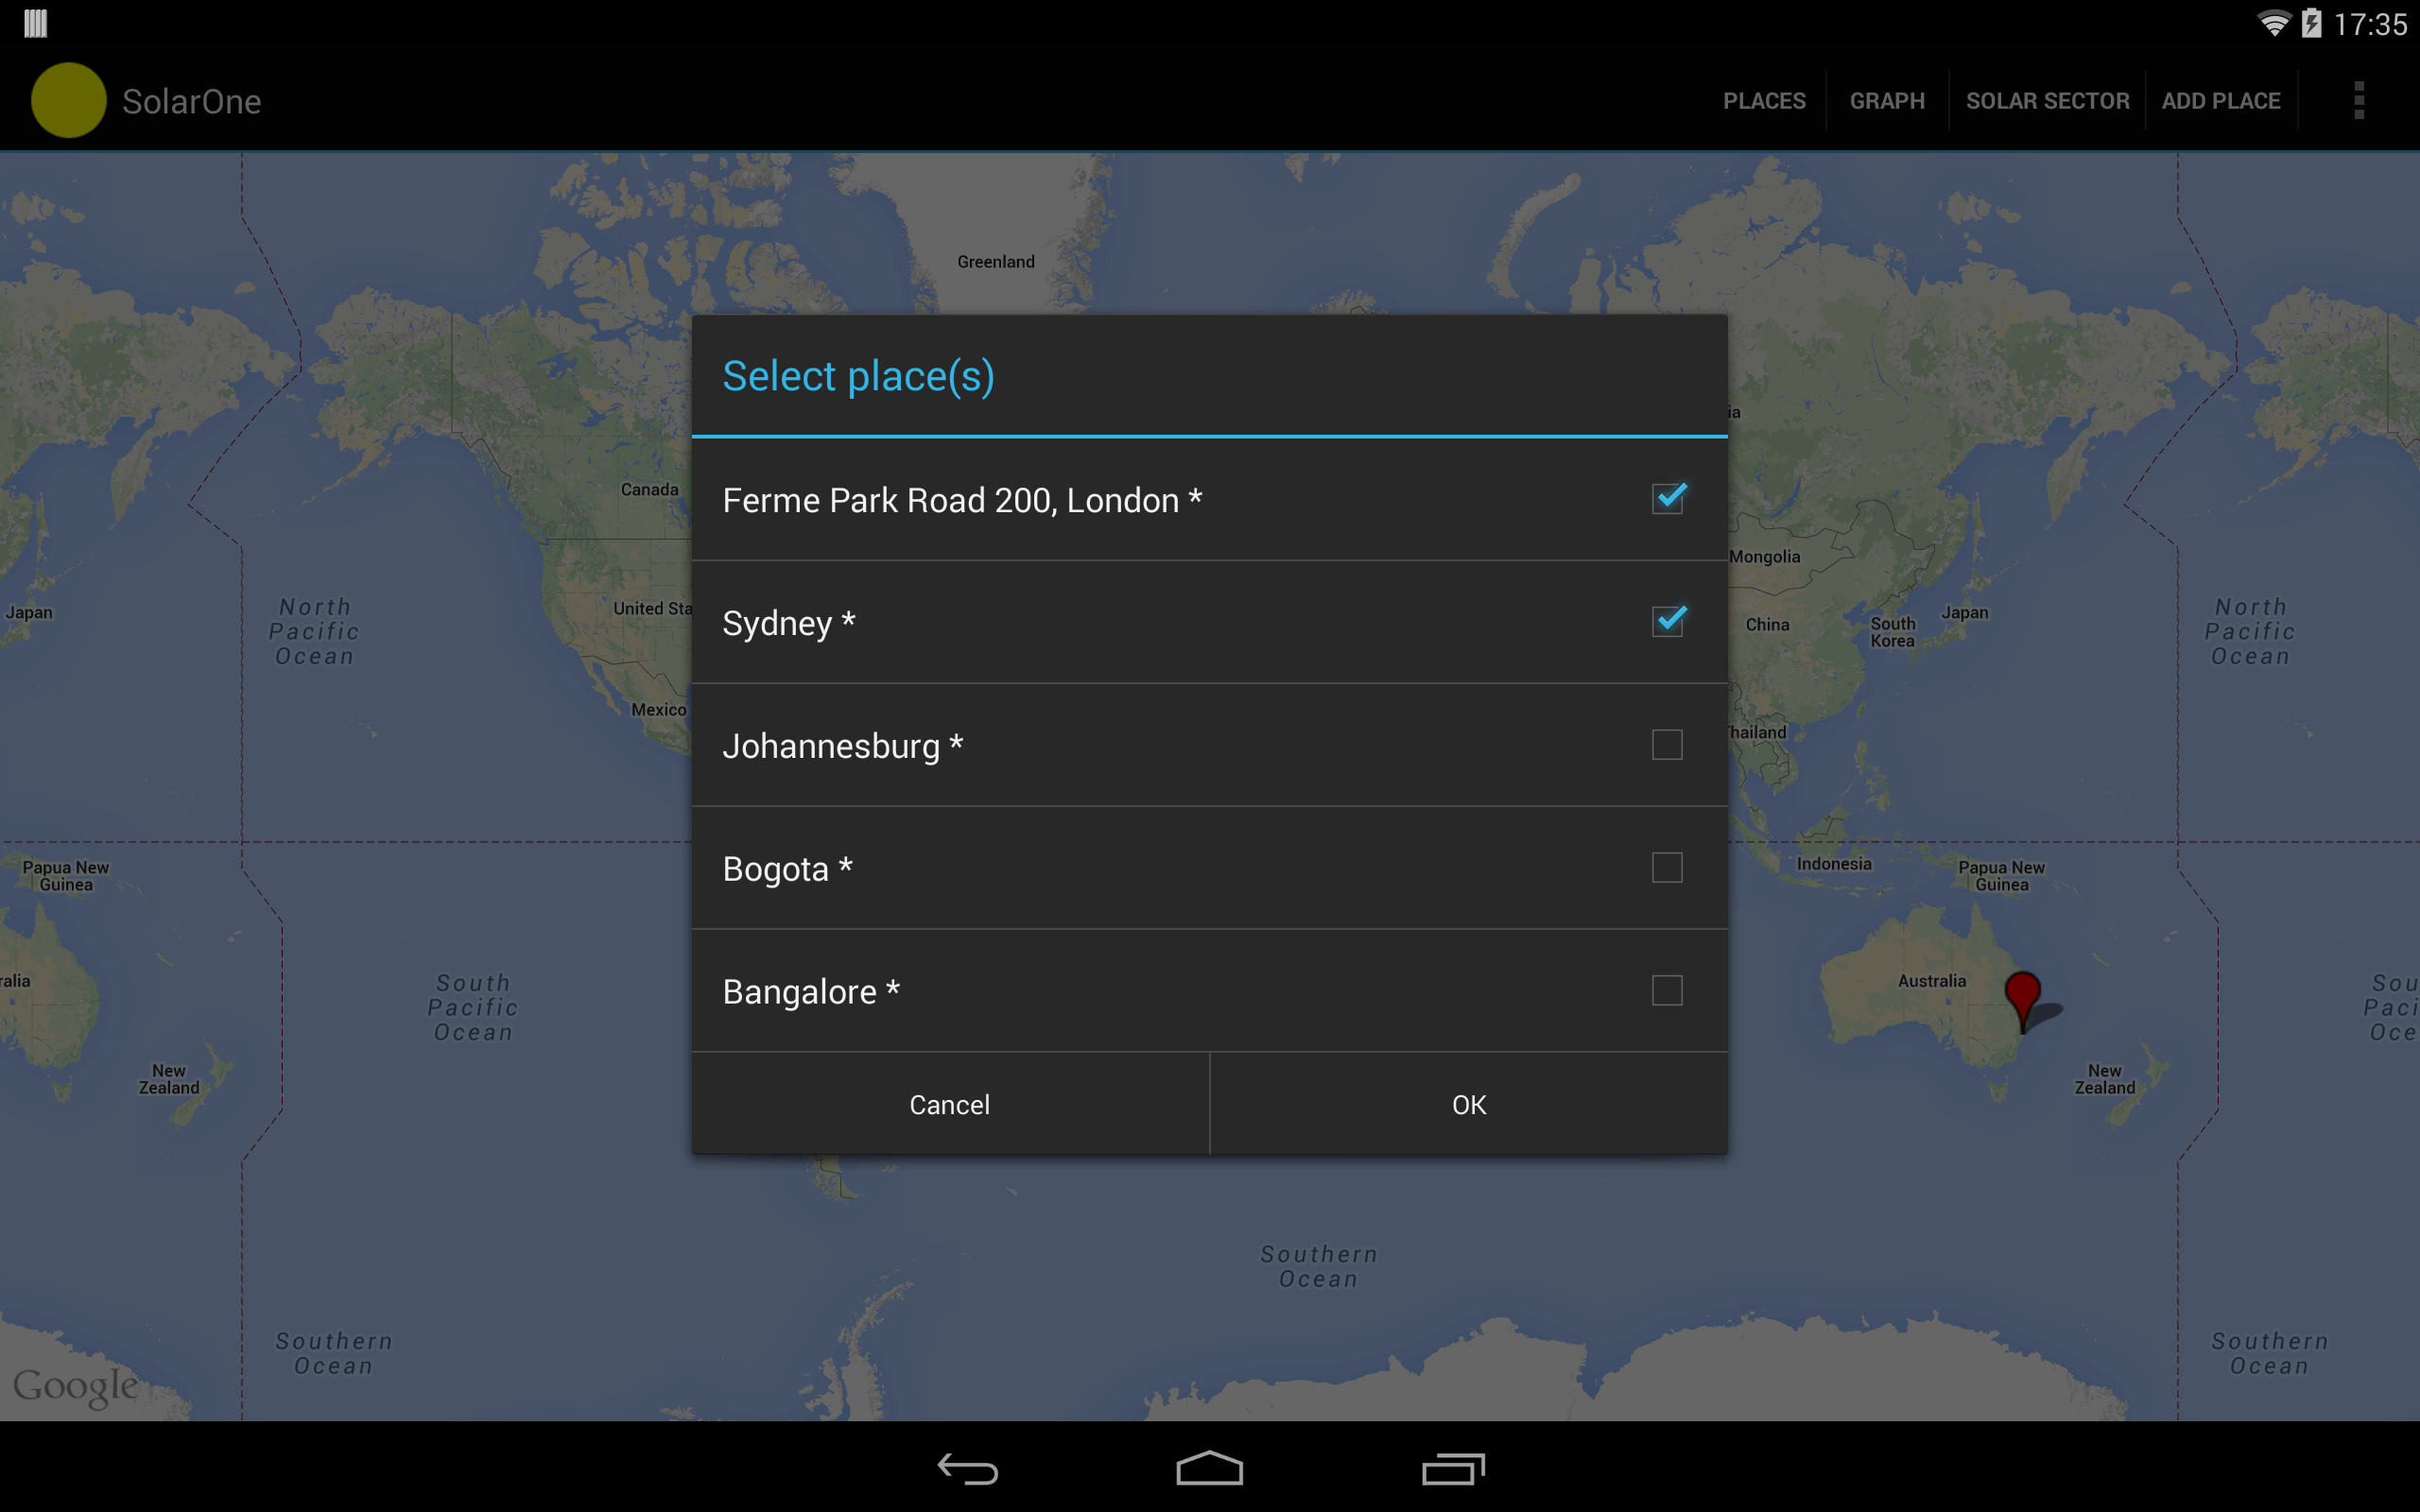 17:35
SolarOne
PLACES
GRAPH
SOLAR SECTOR
ADD PLACE
Greenland
Select place(s)
ia
Canada
Ferme Park Road 200, London *
Mongolia
Japan
North
Pacific
Ocean
United Sta
Sydney *
China
South
Korea
Japan
North
Pacific
Ocean
Mexico
Johannesburg *
hailand
Papua New
Guinea
Bogota *
Indonesia
Papua New
Guinea
ralia
South
Pacific
Ocean
Bangalore *
Australia
Sou
Paci
Oce
New
Zealand
Cancel
OK
New
Zealand
Southern
Ocean
Southern
Ocean
Southern
Ocean
Google